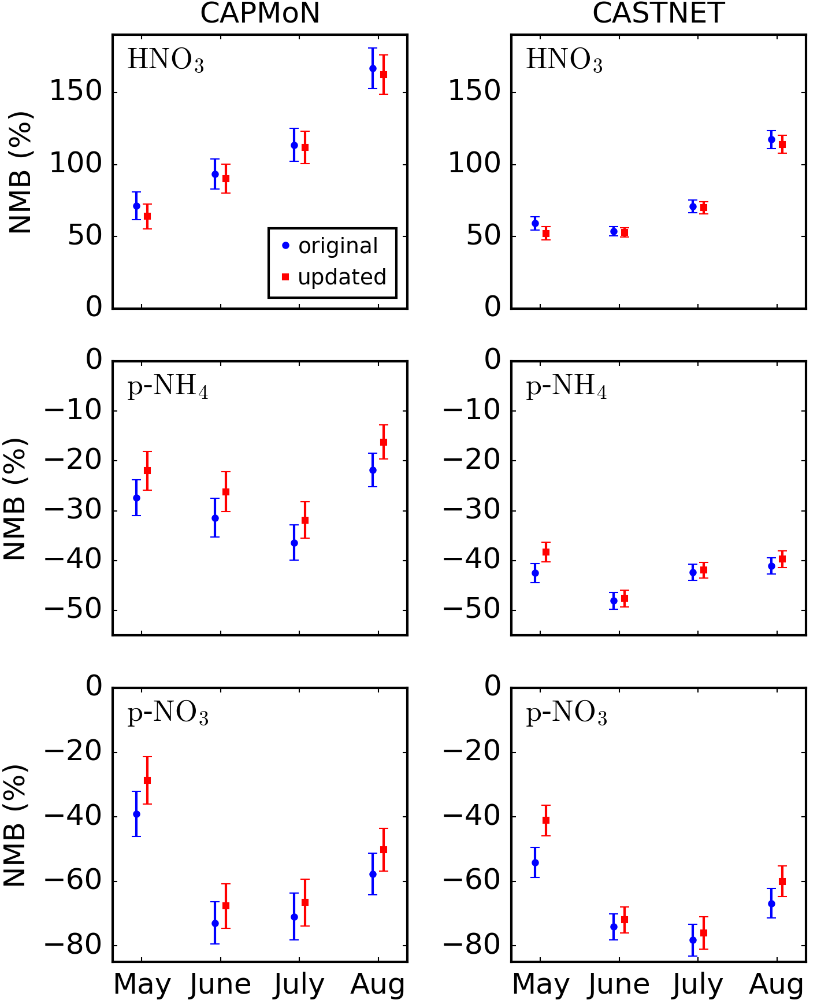 CAPMoN
CASTNET
HNO₃
NMB (%)
150
100
50
0
original
updated
HNO₃
150
100
50
0
p-NH₄
NMB (%)
0
−10
−20
−30
−40
−50
p-NH₄
0
−10
−20
−30
−40
−50
p-NO₃
NMB (%)
0
−20
−40
−60
−80
May June July Aug
p-NO₃
0
−20
−40
−60
−80
May June July Aug